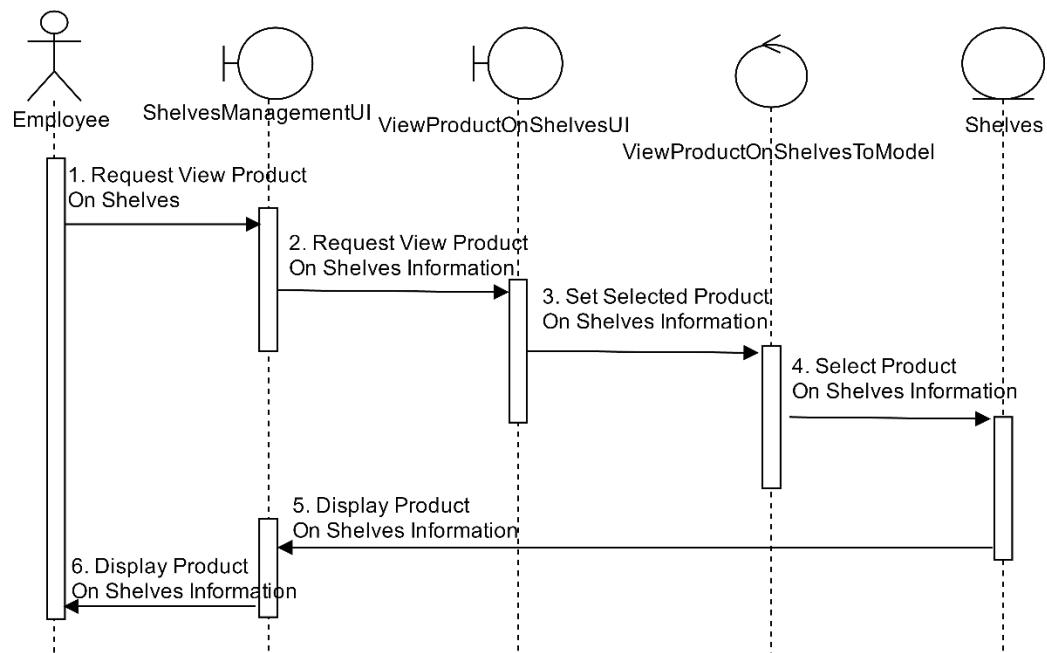 Employee
ShelvesManagementUI
ViewProductOnShelvesUI
ViewProductOnShelvesToModel
Shelves
1. Request View Product
On Shelves
2. Request View Product
On Shelves Information
3. Set Selected Product
On Shelves Information
4. Select Product
On Shelves Information
5. Display Product
On Shelves Information
6. Display Product
On Shelves Information